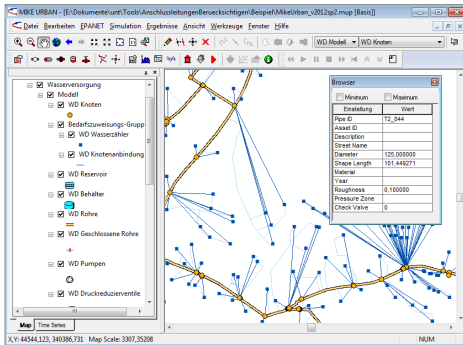 MIKE URBAN - [E:\Dokumente\unt\Tools\AnschlussleitungenBeruecksichtigen\Beispiel\MikeUrban_v2012sp2.mup [Basis]]
Datei Bearbeiten EPANET Simulation Ergebnisse Ansicht Werkzeuge Fenster Hilfe
WD Modell WD Knoten
Wasserversorgung
Modell
WD Knoten
Bedarfszuweisungs-Grupp
WD Wasserzähler
WD Knotenanbindung
WD Reservoir
WD Behälter
WD Rohre
WD Geschlossene Rohre
WD Pumpen
WD Druckreduzierventile
Map Time Series
Browser
Minimum Maximum
Einstellung Wert
Pipe ID T2_844
Asset ID
Description
Street Name
Diameter 125,000000
Shape Length 101,449271
Material
Year
Roughness 0,100000
Pressure Zone
Check Valve 0
X,Y: 44544,123, 340386,731 Map Scale: 3307,35208 NUM